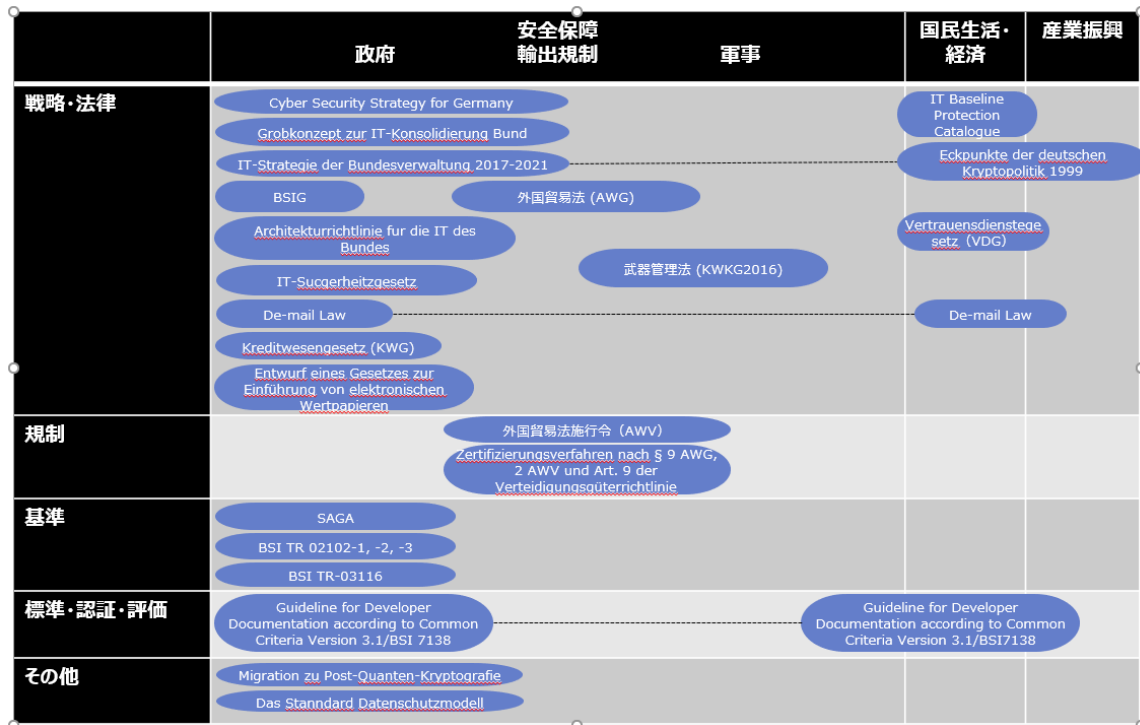 政府
安全保障
輸出規制
軍事
国民生活・
経済
産業振興
戦略・法律
Cyber Security Strategy for Germany
Grobkonzept zur IT-Konsolidierung Bund
IT-Strategie der Bundesverwaltung 2017-2021
BSIG
外国貿易法 (AWG)
Architekturrichtlinie fur die IT des
Bundes
IT-Sucgerheitzgesetz
武器管理法 (KWKG2016)
De-mail Law
Kreditwesengesetz (KWG)
Entwurf eines Gesetzes zur
Einführung von elektronischen
Wertpapieren
IT Baseline
Protection
Catalogue
Eckpunkte der deutschen
Kryptopolitik 1999
Vertrauensdienstege
setz (VDG)
De-mail Law
規制
外国貿易法施行令（AWV）
Zertifizierungsverfahren nach § 9 AWG,
2 AWV und Art. 9 der
Verteidigungsgüterrichtlinie
基準
SAGA
BSI TR 02102-1, -2, -3
BSI TR-03116
標準・認証・評価
Guideline for Developer
Documentation according to Common
Criteria Version 3.1/BSI 7138
Guideline for Developer
Documentation according to Common
Criteria Version 3.1/BSI7138
その他
Migration zu Post-Quanten-Kryptografie
Das Stanndard Datenschutzmodell